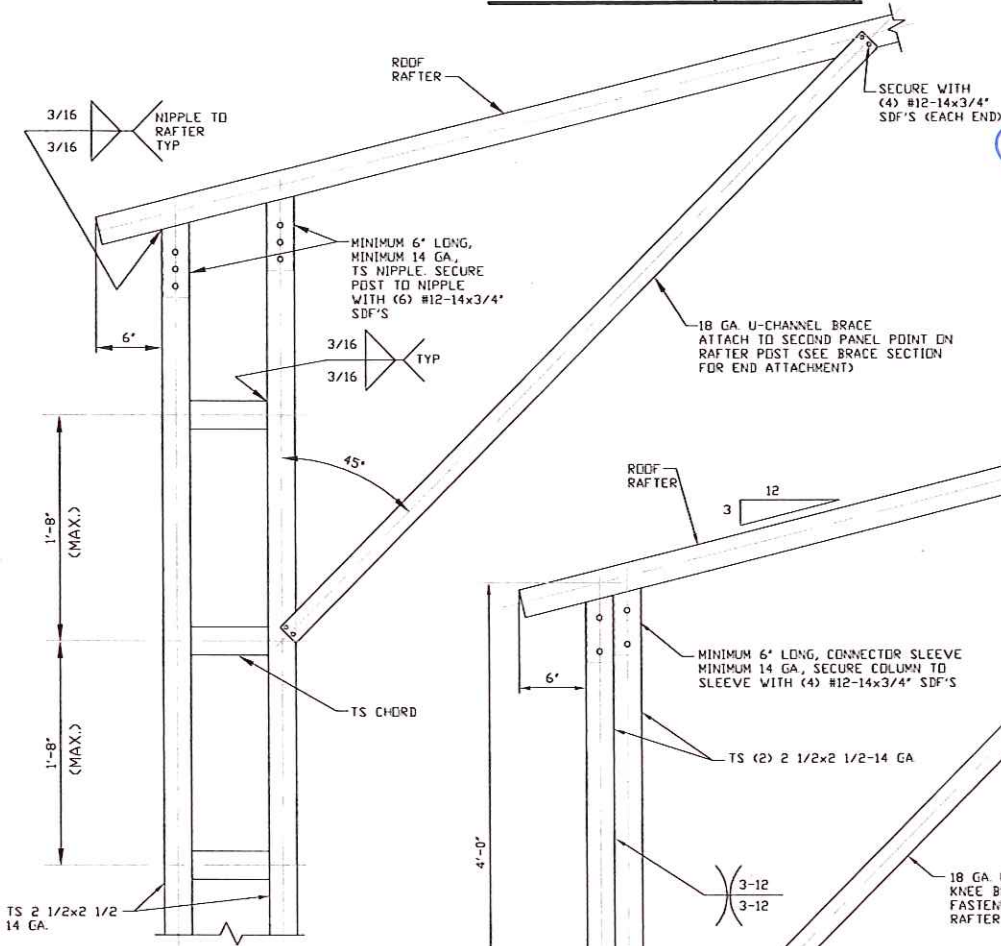 ROOF
RAFTER
3/16
3/16
NIPPLE TO
RAFTER
TYP
SECURE WITH
(4) #12-14x3/4"
SDF'S (EACH END)
MINIMUM 6" LONG,
MINIMUM 14 GA.,
TS NIPPLE. SECURE
POST TO NIPPLE
WITH (6) #12-14x3/4"
SDF'S
6"
3/16
3/16
TYP
18 GA. U-CHANNEL BRACE
ATTACH TO SECOND PANEL POINT ON
RAFTER POST (SEE BRACE SECTION
FOR END ATTACHMENT)
45°
1'-8"
(MAX.)
ROOF
RAFTER
12
3
MINIMUM 6" LONG, CONNECTOR SLEEVE
MINIMUM 14 GA., SECURE COLUMN TO
SLEEVE WITH (4) #12-14x3/4" SDF'S
6"
TS CHORD
1'-8"
(MAX.)
TS (2) 2 1/2x2 1/2-14 GA
4'-0"
3-12
3-12
18 GA.
KNEE
FASTEN
RAFTER
TS 2 1/2x2 1/2
14 GA.